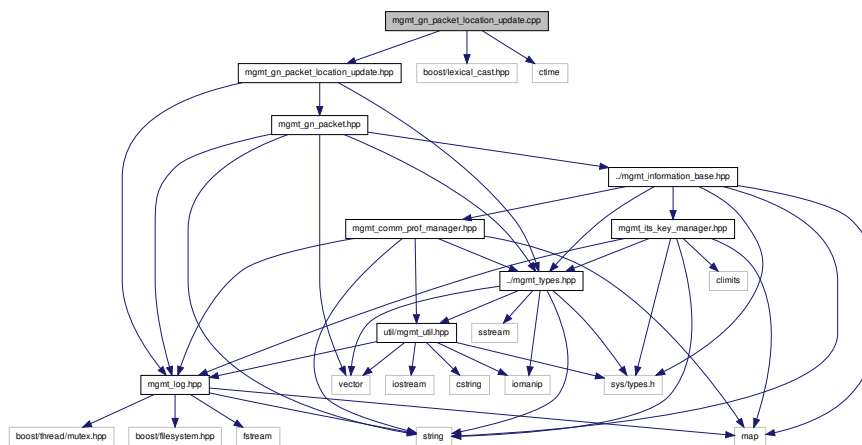 mgmt_gn_packet_location_update.cpp
mgmt_gn_packet_location_update.hpp
boost/lexical_cast.hpp
ctime
mgmt_gn_packet.hpp
../mgmt_information_base.hpp
mgmt_comm_prof_manager.hpp
mgmt_its_key_manager.hpp
../mgmt_types.hpp
climits
util/mgmt_util.hpp
sstream
mgmt_log.hpp
vector
iostream
cstring
iomanip
sys/types.h
boost/thread/mutex.hpp
boost/filesystem.hpp
fstream
string
map